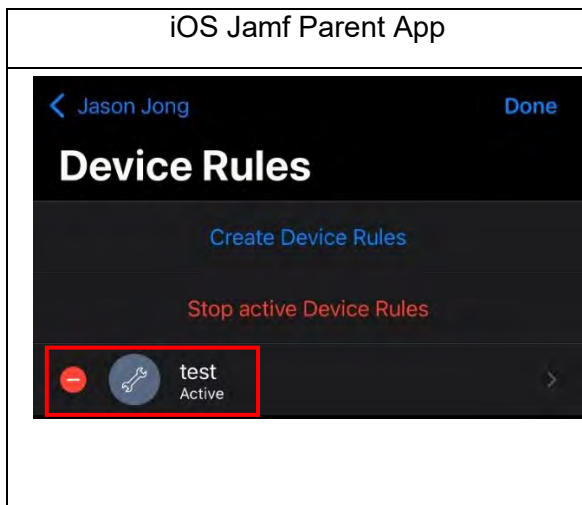 iOS Jamf Parent App
Jason Jong
Done
Device Rules
Create Device Rules
Stop active Device Rules
test
Active